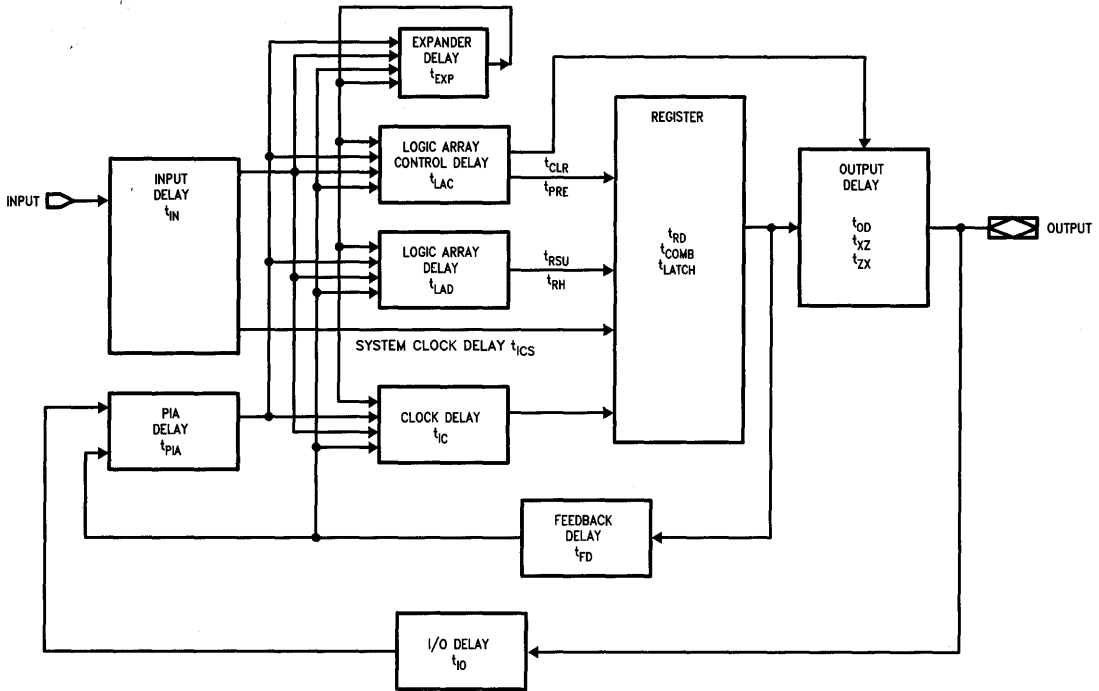 EXPANDER
DELAY
tEXP
LOGIC ARRAY
CONTROL DELAY
tLAC
tCLR
tPRE
REGISTER
tRD
tCOMB
tLATCH
INPUT
INPUT
DELAY
tIN
OUTPUT
DELAY
tOD
tXZ
tZX
OUTPUT
LOGIC ARRAY
DELAY
tLAD
tRSU
tRH
SYSTEM CLOCK DELAY tICS
PIA
DELAY
tPIA
CLOCK DELAY
tIC
FEEDBACK
DELAY
tFD
I/O DELAY
tIO